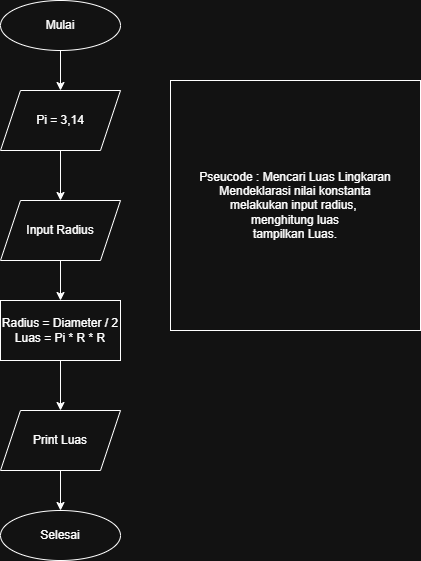 Mulai
Pi = 3,14
Input Radius
Radius = Diameter / 2
Luas = Pi * R * R
Print Luas
Selesai
Pseucode : Mencari Luas Lingkaran
Mendeklarasi nilai konstanta
melakukan input radius,
menghitung luas
tampilkan Luas.